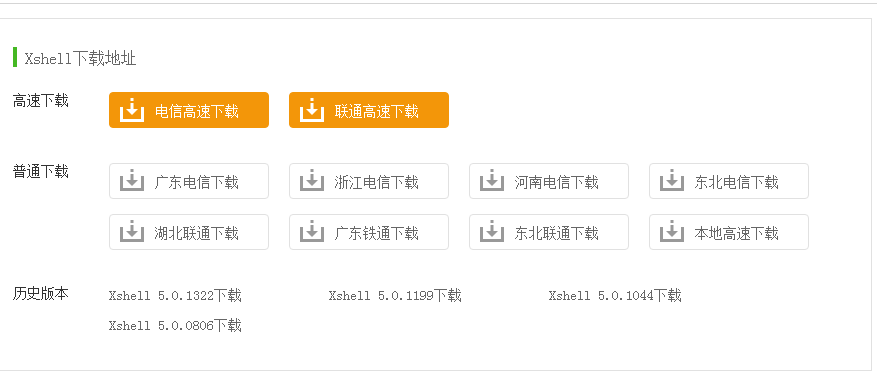 Xshell下载地址
高速下载 电信高速下载 联通高速下载
普通下载 广东电信下载 浙江电信下载 河南电信下载 东北电信下载
湖北联通下载 广东铁通下载 东北联通下载 本地高速下载
历史版本 Xshell 5.0.1322下载 Xshell 5.0.1199下载 Xshell 5.0.1044下载
Xshell 5.0.0806下载